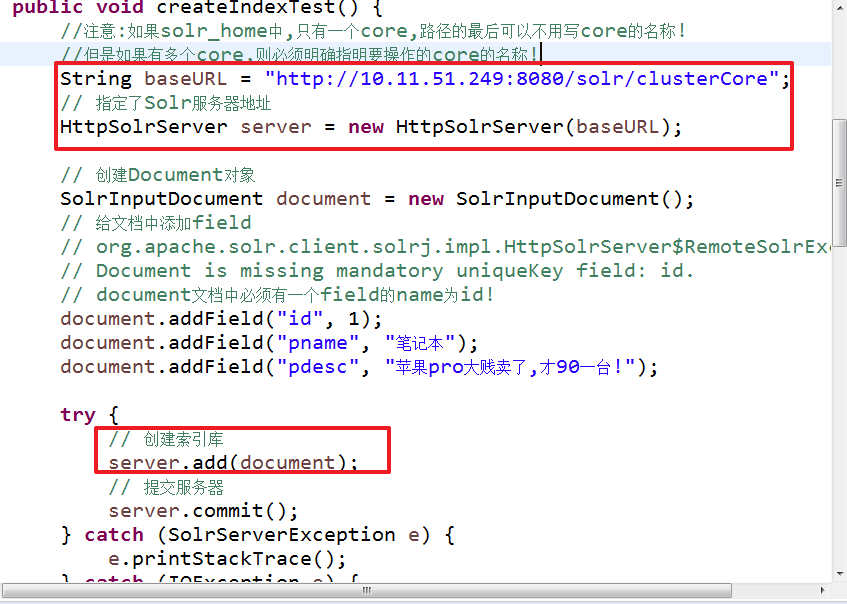 public void createIndexTest() {
//注意:如果solr_home中,只有一个core,路径的最后可以不用写core的名称!
//但是如果有多个core,则必须明确指明要操作的core的名称!
String baseURL = "http://10.11.51.249:8080/solr/clusterCore";
// 指定了Solr服务器地址
HttpSolrServer server = new HttpSolrServer(baseURL);
// 创建Document对象
SolrInputDocument document = new SolrInputDocument();
// 给文档中添加field
// org.apache.solr.client.solrj.impl.HttpSolrServer$RemoteSolrEx
// Document is missing mandatory uniqueKey field: id.
// document文档中必须有一个field的name为id!
document.addField("id", 1);
document.addField("pname", "笔记本");
document.addField("pdesc", "苹果pro大贱卖了,才90一台!");
try {
// 创建索引库
server.add(document);
// 提交服务器
server.commit();
} catch (SolrServerException e) {
e.printStackTrace();
} catch (IOException e) {